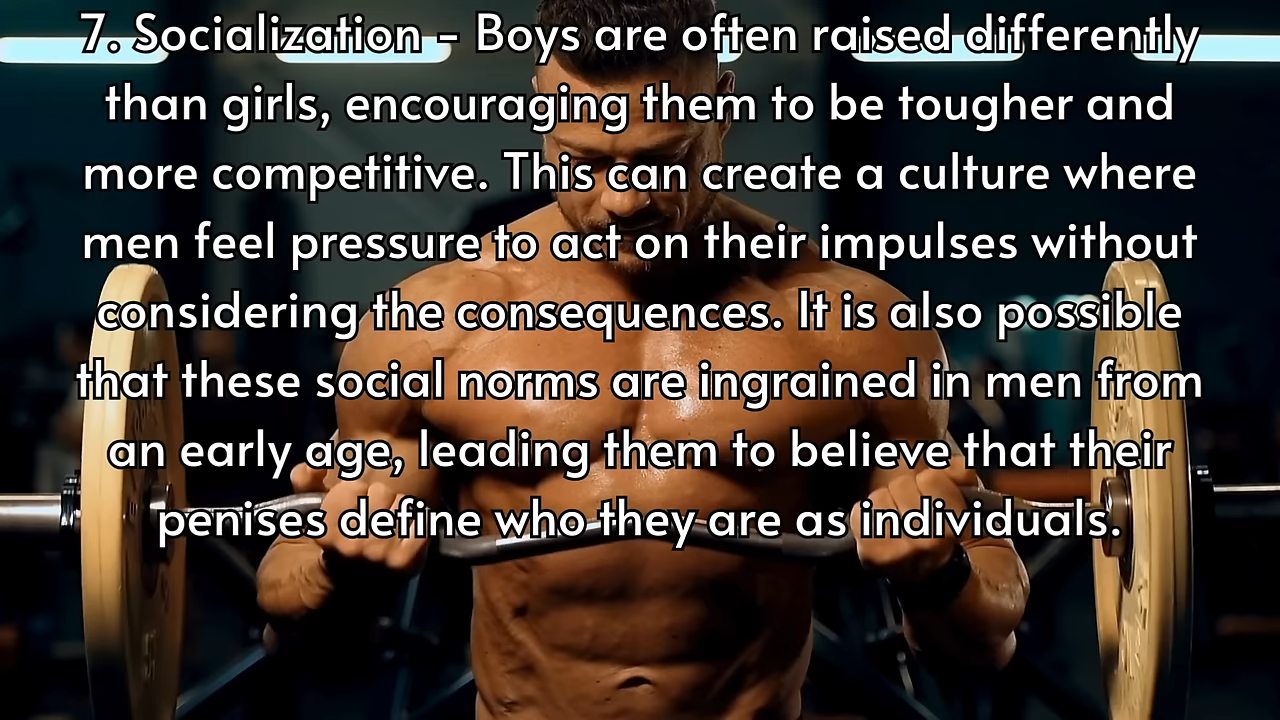 7. Socialization - Boys are often raised differently
than girls, encouraging them to be tougher and
more competitive. This can create a culture where
men feel pressure to act on their impulses without
considering the consequences. It is also possible
that these social norms are ingrained in men from
an early age, leading them to believe that their
penises define who they are as individuals.